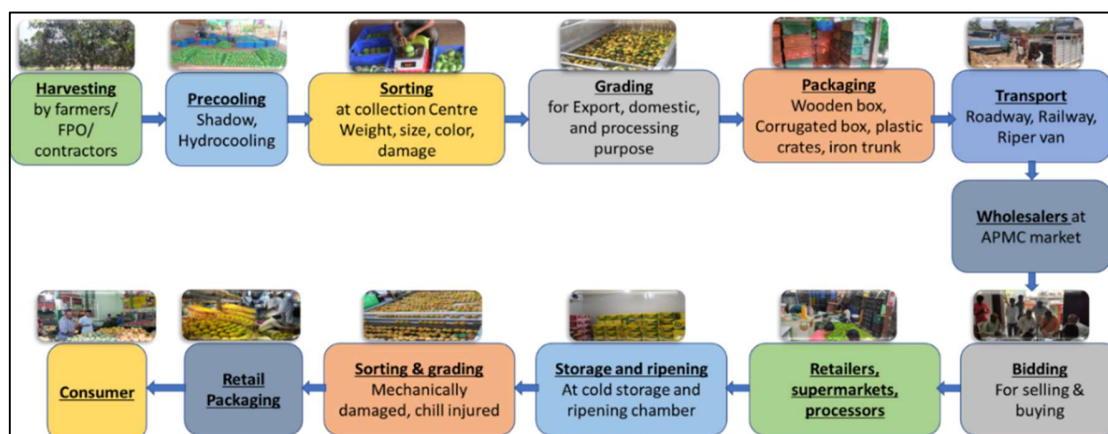 Harvesting
by farmers/
FPO/
contractors
Precooling
Shadow,
Hydrocooling
Sorting
at collection Centre
Weight, size, color,
damage
Grading
for Export, domestic,
and processing
purpose
Packaging
Wooden box,
Corrugated box, plastic
crates, iron trunk
Transport
Roadway, Railway,
Riper van
Wholesalers at
APMC market
Bidding
For selling &
buying
Retailers,
supermarkets,
processors
Storage and ripening
At cold storage and
ripening chamber
Sorting & grading
Mechanically
damaged, chill injured
Retail
Packaging
Consumer